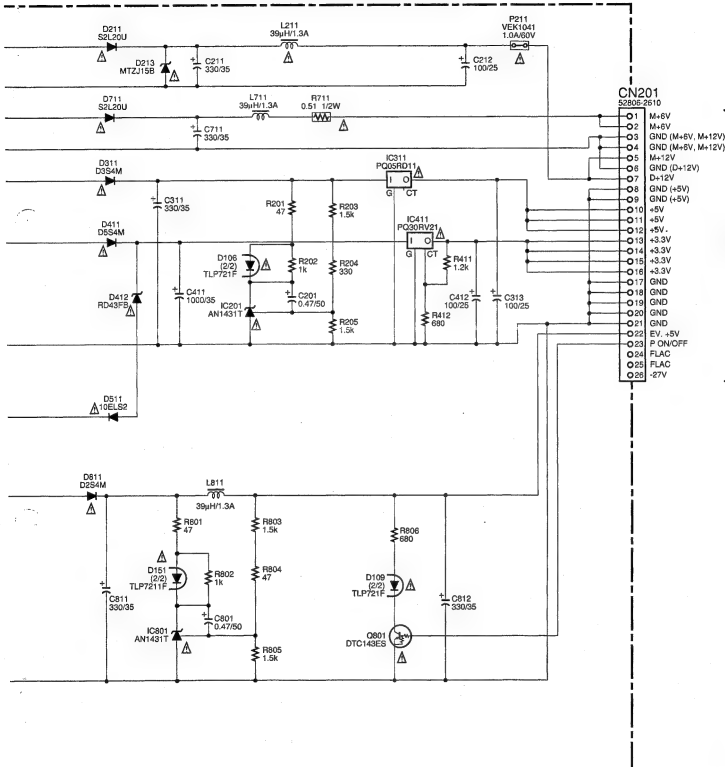 D211
S2L20U
D213
MTZJ15B
C211
330/35
L211
39µH/1.3A
C212
100/25
P211
VEK1041
1.0A/60V
D711
S2L20U
C711
330/35
L711
39µH/1.3A
R711
0.51 1/2W
CN201
52806-2610
1 M+6V
2 M+6V
3 GND (M+6V, M+12V)
4 GND (M+6V, M+12V)
5 M+12V
6 GND (D+12V)
7 D+12V
8 GND (+5V)
9 GND (+5V)
10 +5V
11 +5V
12 +5V
13 +3.3V
14 +3.3V
15 +3.3V
16 +3.3V
17 GND
18 GND
19 GND
20 GND
21 GND
22 EV. +5V
23 P ON/OFF
24 FLAC
25 FLAC
26 -27V
D311
D3S4M
C311
330/35
R201
47
R203
1.5k
IC311
PQ05RD11
I O
G CT
D411
D5S4M
D412
RD43FB
C411
1000/35
D106
(2/2)
TLP721F
R202
1k
R204
330
IC201
AN1431T
C201
0.47/50
R205
1.5k
IC411
PQ30RV21
I O
G CT
R411
1.2k
R412
680
C412
100/25
C313
100/25
D511
10ELS2
D811
D2S4M
L811
39µH/1.3A
R801
47
R803
1.5k
D151
(2/2)
TLP7211F
R802
1k
R804
47
C811
330/35
C801
0.47/50
IC801
AN1431T
R805
1.5k
R806
680
D109
(2/2)
TLP721F
C812
330/35
Q801
DTC143ES